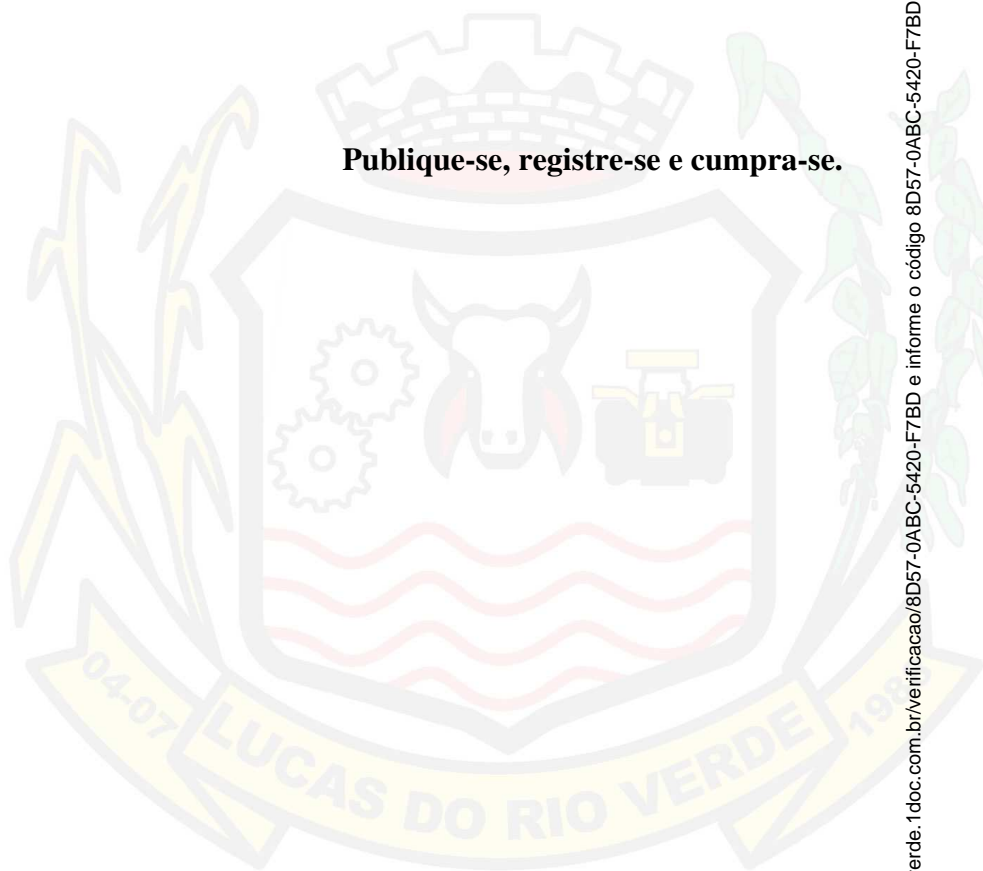 Publique-se, registre-se e cumpra-se.
04-07
LUCAS DO RIO VERDE
1988
erde.1doc.com.br/verificacao/8D57-0ABC-5420-F7BD e informe o código 8D57-0ABC-5420-F7BD